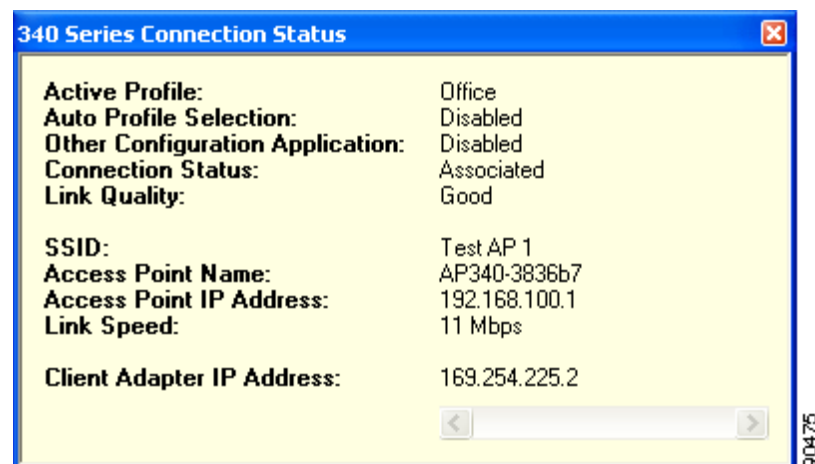 340 Series Connection Status
Active Profile: Office
Auto Profile Selection: Disabled
Other Configuration Application: Disabled
Connection Status: Associated
Link Quality: Good
SSID: Test AP 1
Access Point Name: AP340-3836b7
Access Point IP Address: 192.168.100.1
Link Speed: 11 Mbps
Client Adapter IP Address: 169.254.225.2
90475